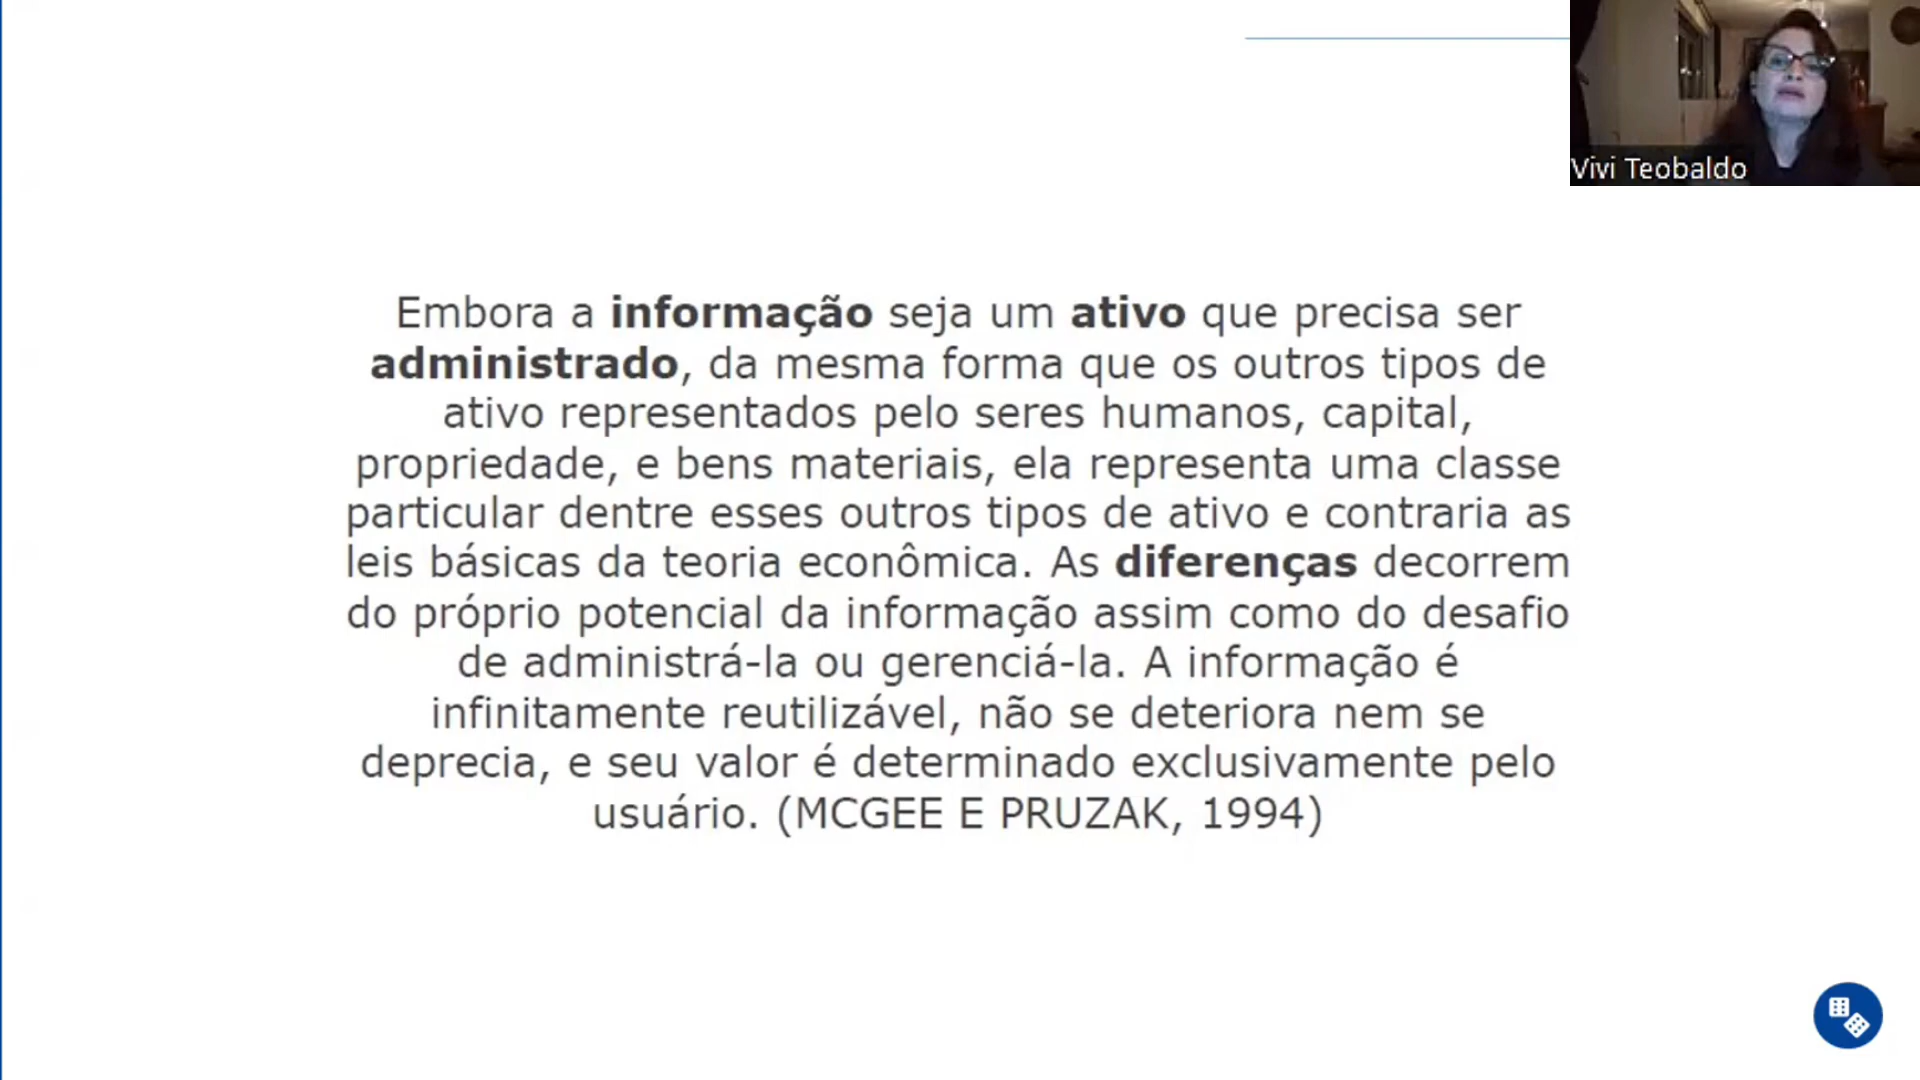 Vivi Teobaldo
Embora a informação seja um ativo que precisa ser
administrado, da mesma forma que os outros tipos de
ativo representados pelo seres humanos, capital,
propriedade, e bens materiais, ela representa uma classe
particular dentre esses outros tipos de ativo e contraria as
leis básicas da teoria econômica. As diferenças decorrem
do próprio potencial da informação assim como do desafio
de administrá-la ou gerenciá-la. A informação é
infinitamente reutilizável, não se deteriora nem se
deprecia, e seu valor é determinado exclusivamente pelo
usuário. (MCGEE E PRUZAK, 1994)